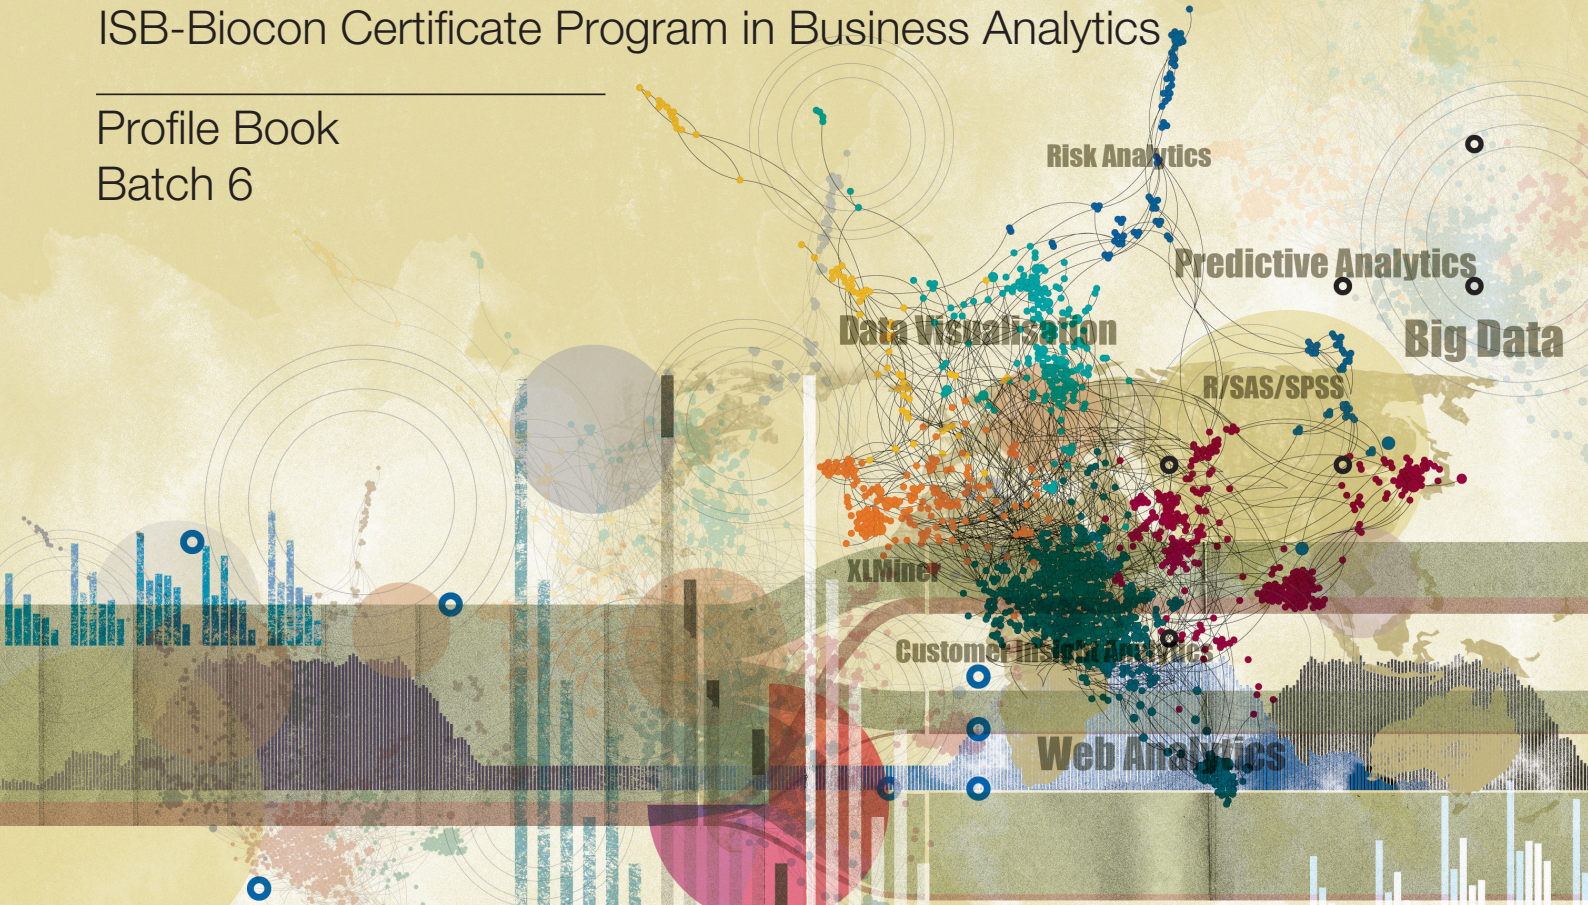 ISB-Biocon Certificate Program in Business Analytics
Profile Book
Batch 6
Risk Analytics
Predictive Analytics
Data Visualisation
Big Data
R/SAS/SPSS
XLMiner
Customer Insight Analytics
Web Analytics